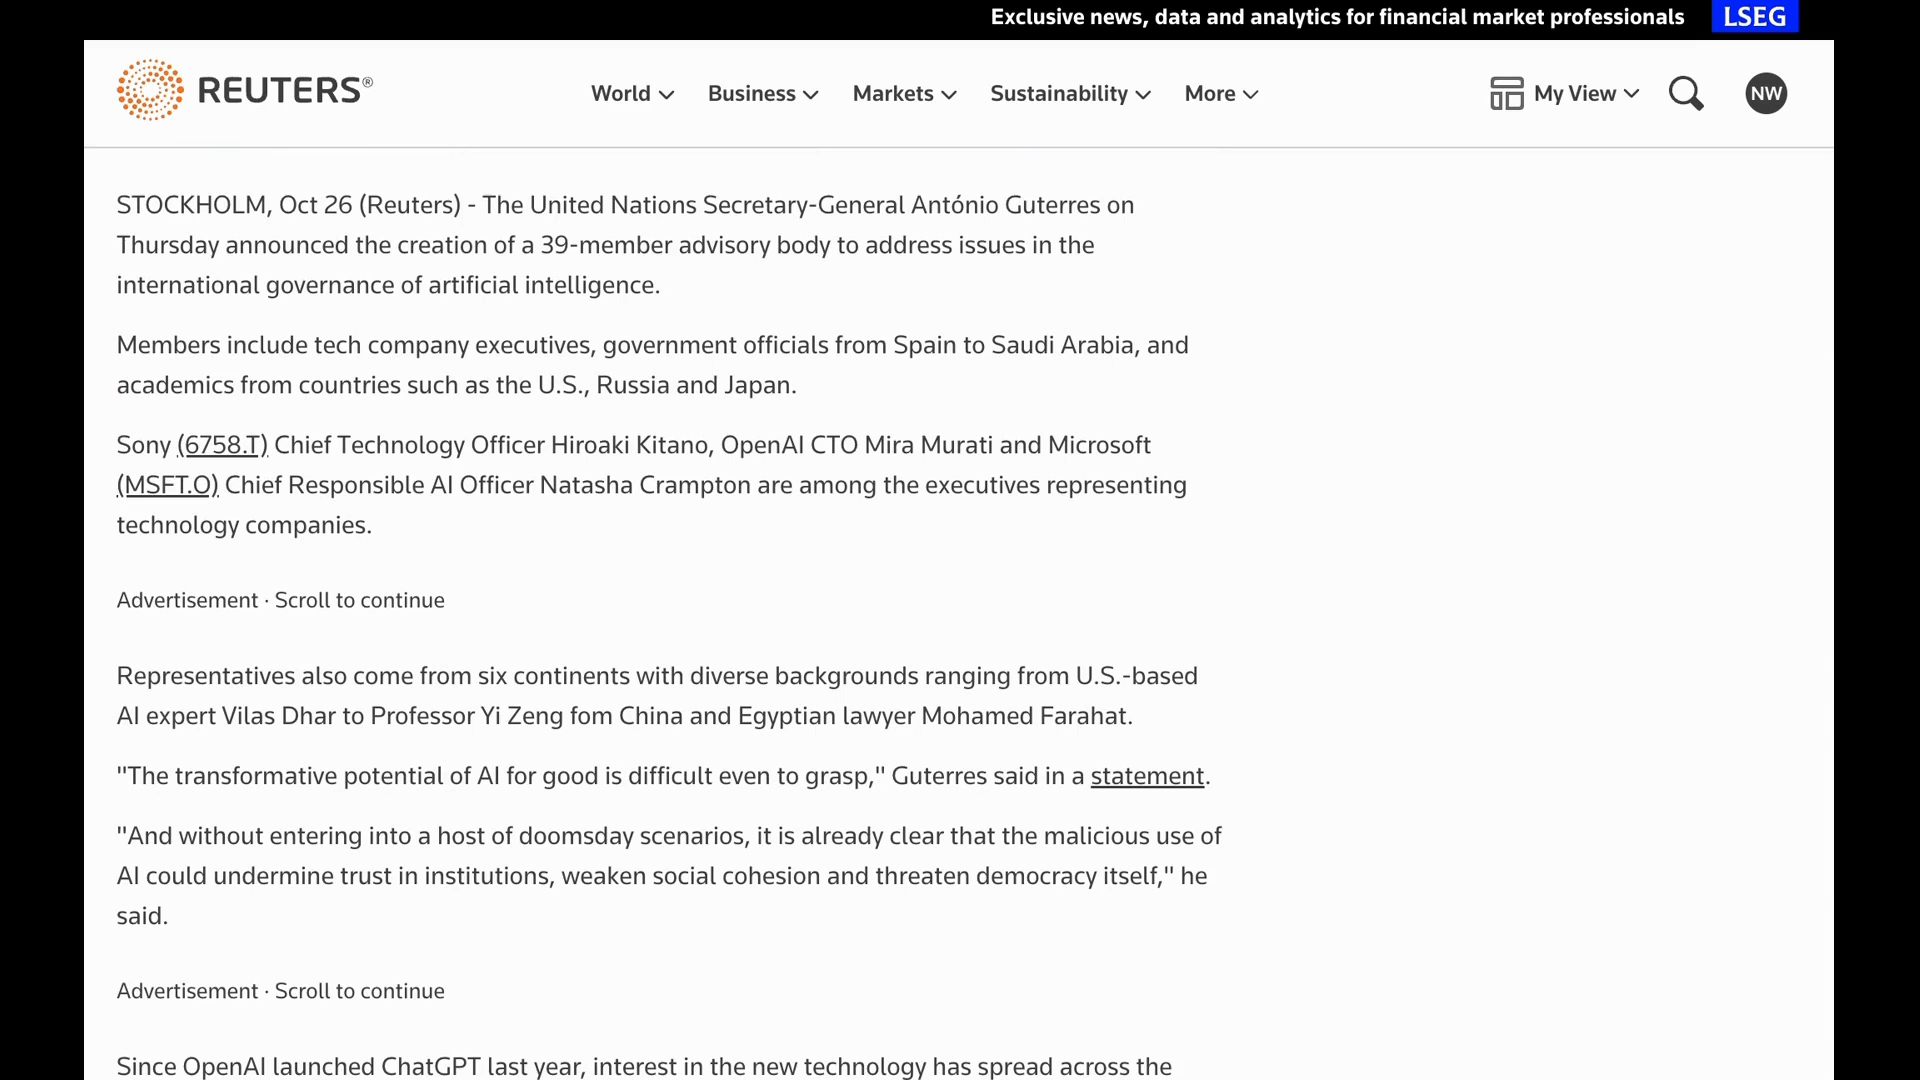 Exclusive news, data and analytics for financial market professionals LSEG
REUTERS® World Business Markets Sustainability More My View NW
STOCKHOLM, Oct 26 (Reuters) - The United Nations Secretary-General António Guterres on
Thursday announced the creation of a 39-member advisory body to address issues in the
international governance of artificial intelligence.
Members include tech company executives, government officials from Spain to Saudi Arabia, and
academics from countries such as the U.S., Russia and Japan.
Sony (6758.T) Chief Technology Officer Hiroaki Kitano, OpenAI CTO Mira Murati and Microsoft
(MSFT.O) Chief Responsible AI Officer Natasha Crampton are among the executives representing
technology companies.
Advertisement · Scroll to continue
Representatives also come from six continents with diverse backgrounds ranging from U.S.-based
AI expert Vilas Dhar to Professor Yi Zeng fom China and Egyptian lawyer Mohamed Farahat.
"The transformative potential of AI for good is difficult even to grasp," Guterres said in a statement.
"And without entering into a host of doomsday scenarios, it is already clear that the malicious use of
AI could undermine trust in institutions, weaken social cohesion and threaten democracy itself," he
said.
Advertisement · Scroll to continue
Since OpenAI launched ChatGPT last year, interest in the new technology has spread across the